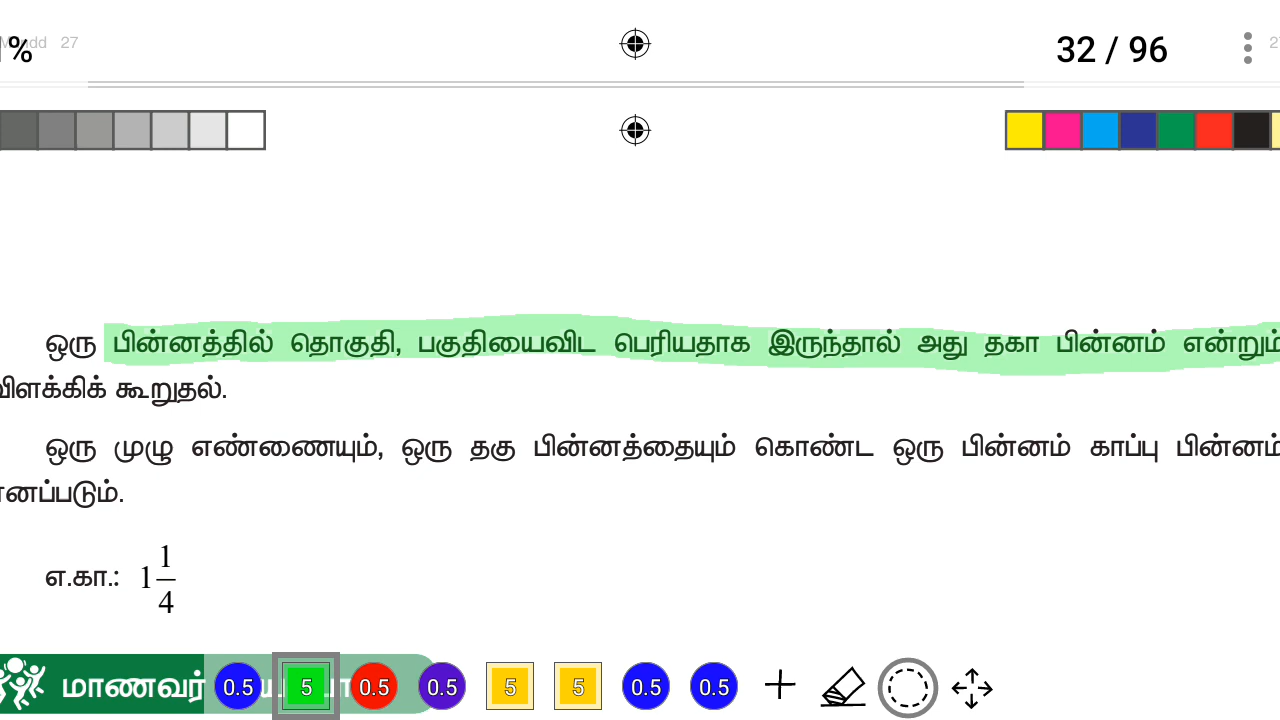 27
%
32 / 96
ஒரு பின்னத்தில் தொகுதி, பகுதியைவிட பெரியதாக இருந்தால் அது தகா பின்னம் என்றும்
விளக்கிக் கூறுதல்.
ஒரு முழு எண்ணையும், ஒரு தகு பின்னத்தையும் கொண்ட ஒரு பின்னம் காப்பு பின்னம்
எனப்படும்.
எ.கா.: 1 1/4
மாணவர்
0.5 5 0.5 0.5 5 5 0.5 0.5